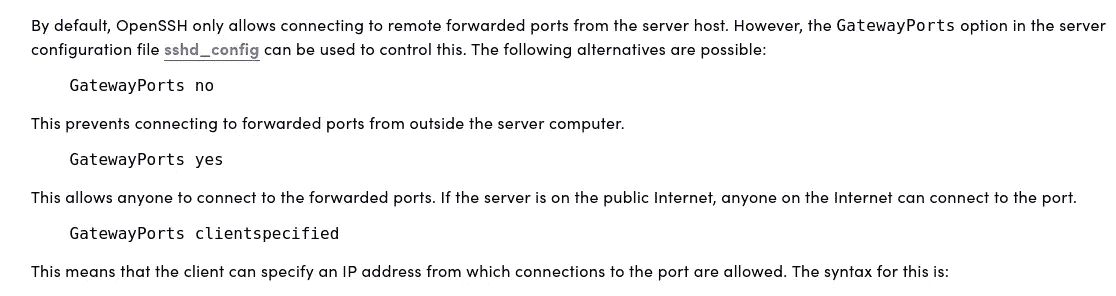 By default, OpenSSH only allows connecting to remote forwarded ports from the server host. However, the GatewayPorts option in the server
configuration file sshd_config can be used to control this. The following alternatives are possible:
GatewayPorts no
This prevents connecting to forwarded ports from outside the server computer.
GatewayPorts yes
This allows anyone to connect to the forwarded ports. If the server is on the public Internet, anyone on the Internet can connect to the port.
GatewayPorts clientspecified
This means that the client can specify an IP address from which connections to the port are allowed. The syntax for this is: